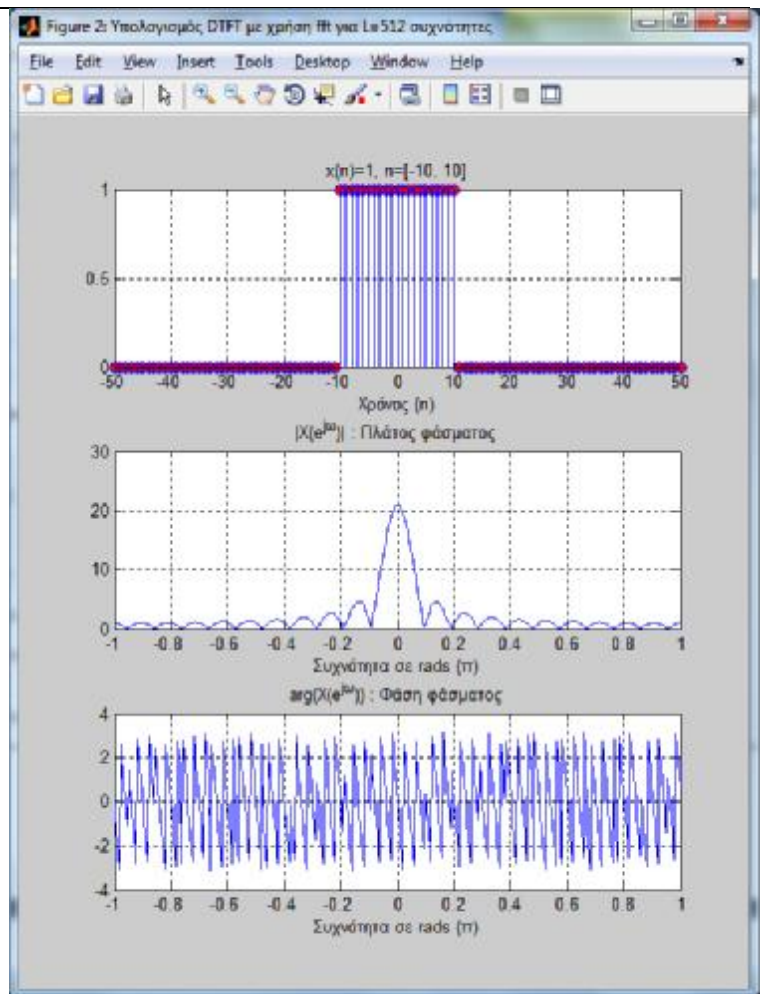 Figure 2: Υπολογισμός DTFT με χρήση fft για L=512 συχνότητες
File Edit View Insert Tools Desktop Window Help
x(n)=1, n=[-10, 10]
1
0.5
0
-50 -40 -30 -20 -10 0 10 20 30 40 50
Χρόνος (n)
|X(e^jω)| : Πλάτος φάσματος
30
20
10
0
-1 -0.8 -0.6 -0.4 -0.2 0 0.2 0.4 0.6 0.8 1
Συχνότητα σε rads (π)
arg(X(e^jω)) : Φάση φάσματος
4
2
0
-2
-4
-1 -0.8 -0.6 -0.4 -0.2 0 0.2 0.4 0.6 0.8 1
Συχνότητα σε rads (π)